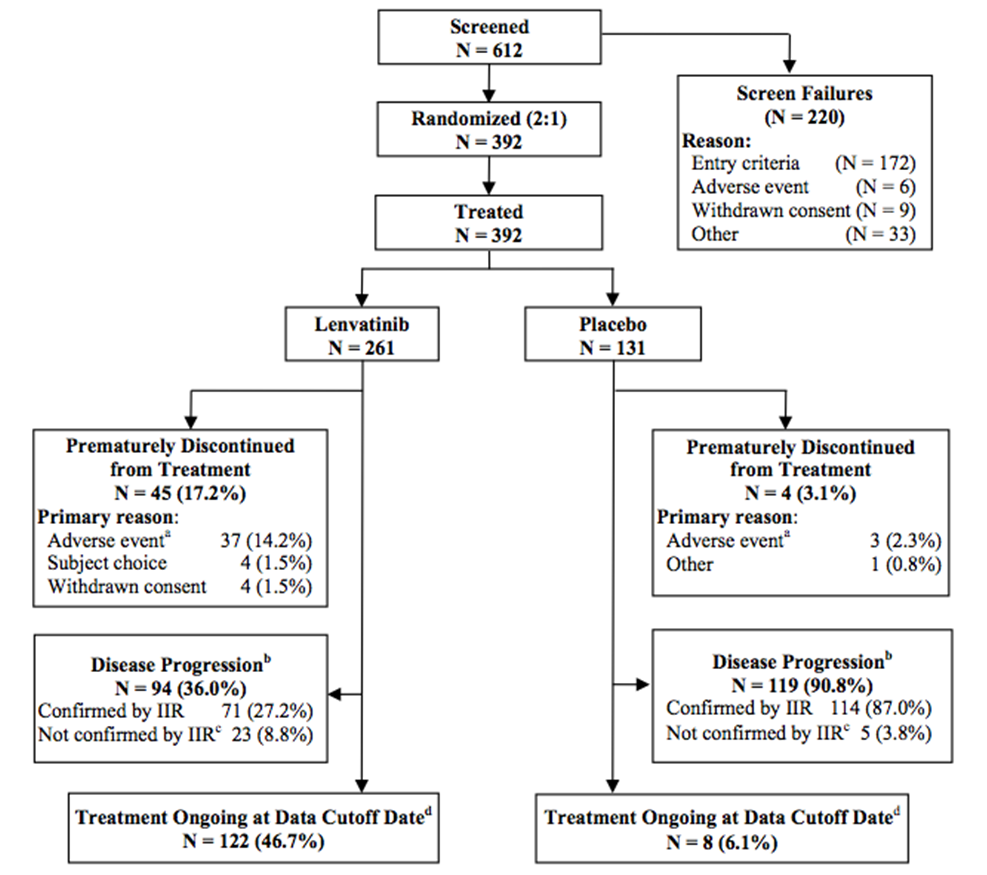 Screened
N = 612
Screen Failures
(N = 220)
Reason:
Entry criteria (N = 172)
Adverse event (N = 6)
Withdrawn consent (N = 9)
Other (N = 33)
Randomized (2:1)
N = 392
Treated
N = 392
Lenvatinib
N = 261
Placebo
N = 131
Prematurely Discontinued
from Treatment
N = 45 (17.2%)
Primary reason:
Adverse eventᵃ 37 (14.2%)
Subject choice 4 (1.5%)
Withdrawn consent 4 (1.5%)
Prematurely Discontinued
from Treatment
N = 4 (3.1%)
Primary reason:
Adverse eventᵃ 3 (2.3%)
Other 1 (0.8%)
Disease Progressionᵇ
N = 94 (36.0%)
Confirmed by IIR 71 (27.2%)
Not confirmed by IIRᶜ 23 (8.8%)
Disease Progressionᵇ
N = 119 (90.8%)
Confirmed by IIR 114 (87.0%)
Not confirmed by IIRᶜ 5 (3.8%)
Treatment Ongoing at Data Cutoff Dateᵈ
N = 122 (46.7%)
Treatment Ongoing at Data Cutoff Dateᵈ
N = 8 (6.1%)